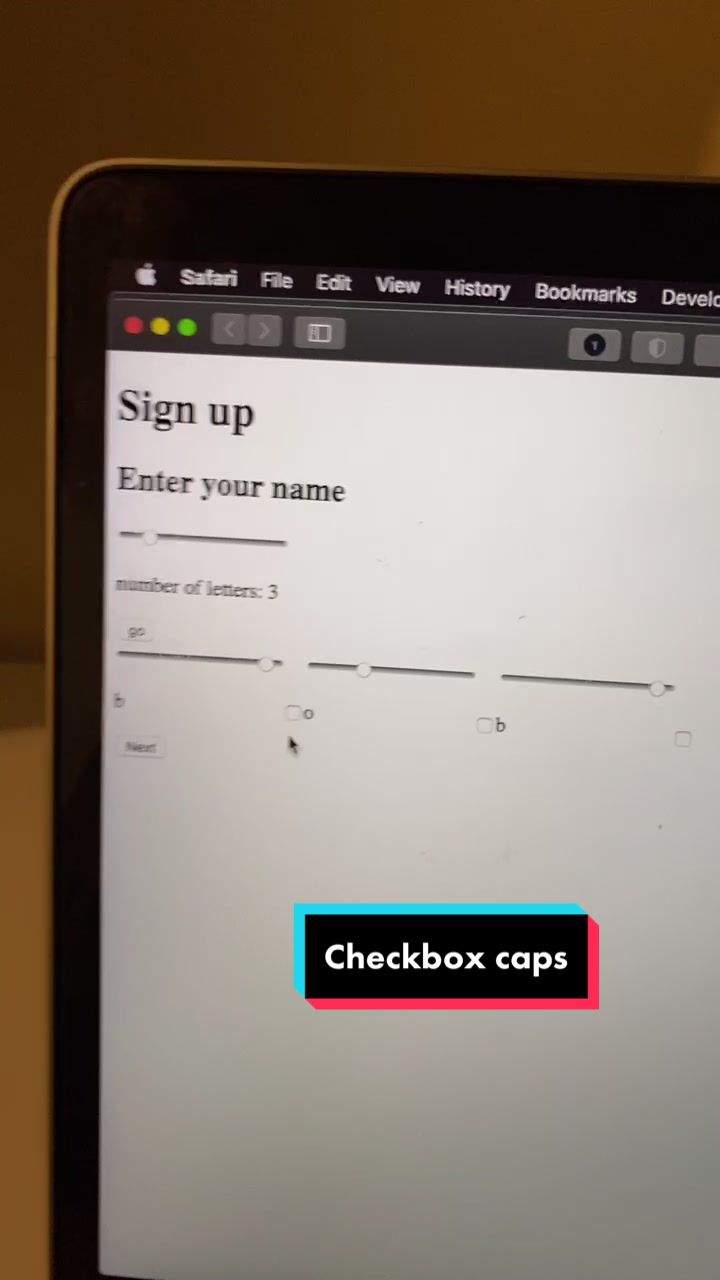 Safari File Edit View History Bookmarks Develo
Sign up
Enter your name
number of letters: 3
go
b o b
Next
Checkbox caps